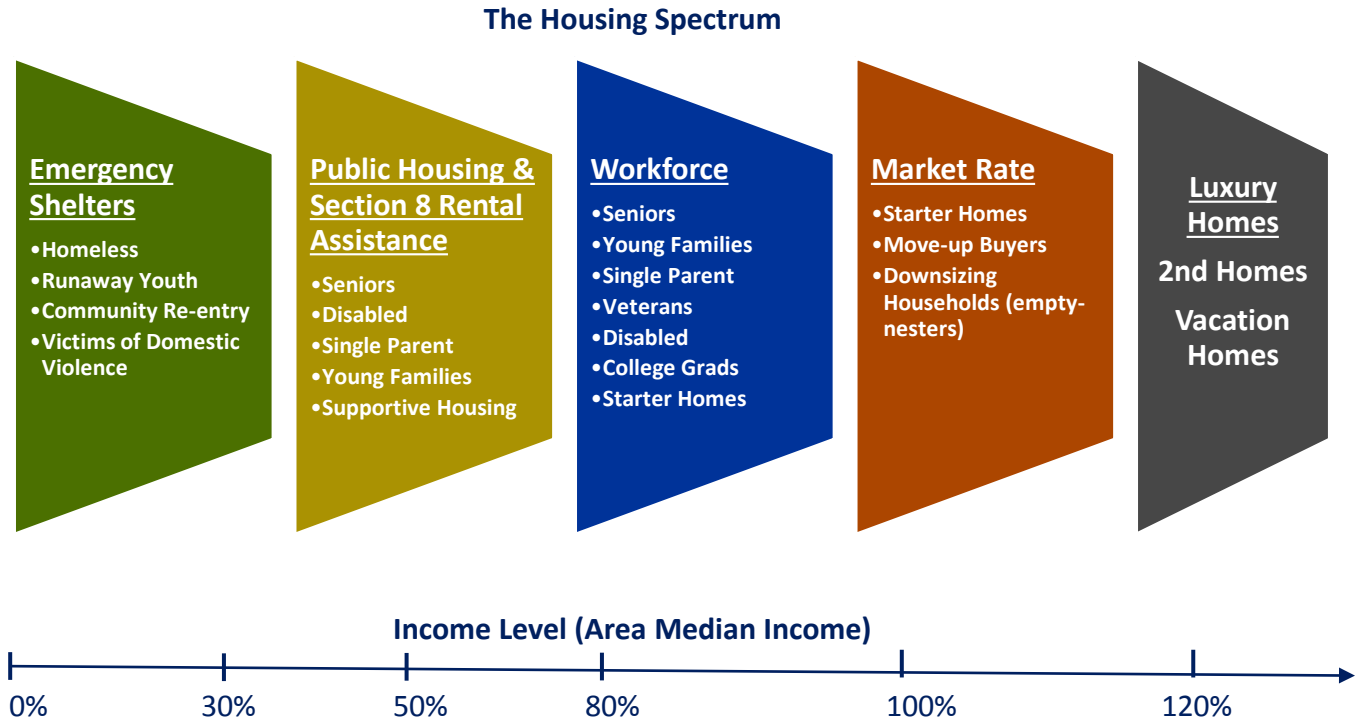 The Housing Spectrum
Emergency
Shelters
•Homeless
•Runaway Youth
•Community Re-entry
•Victims of Domestic
Violence
Public Housing &
Section 8 Rental
Assistance
•Seniors
•Disabled
•Single Parent
•Young Families
•Supportive Housing
Workforce
•Seniors
•Young Families
•Single Parent
•Veterans
•Disabled
•College Grads
•Starter Homes
Market Rate
•Starter Homes
•Move-up Buyers
•Downsizing
Households (empty-
nesters)
Luxury
Homes
2nd Homes
Vacation
Homes
Income Level (Area Median Income)
0% 30% 50% 80% 100% 120%